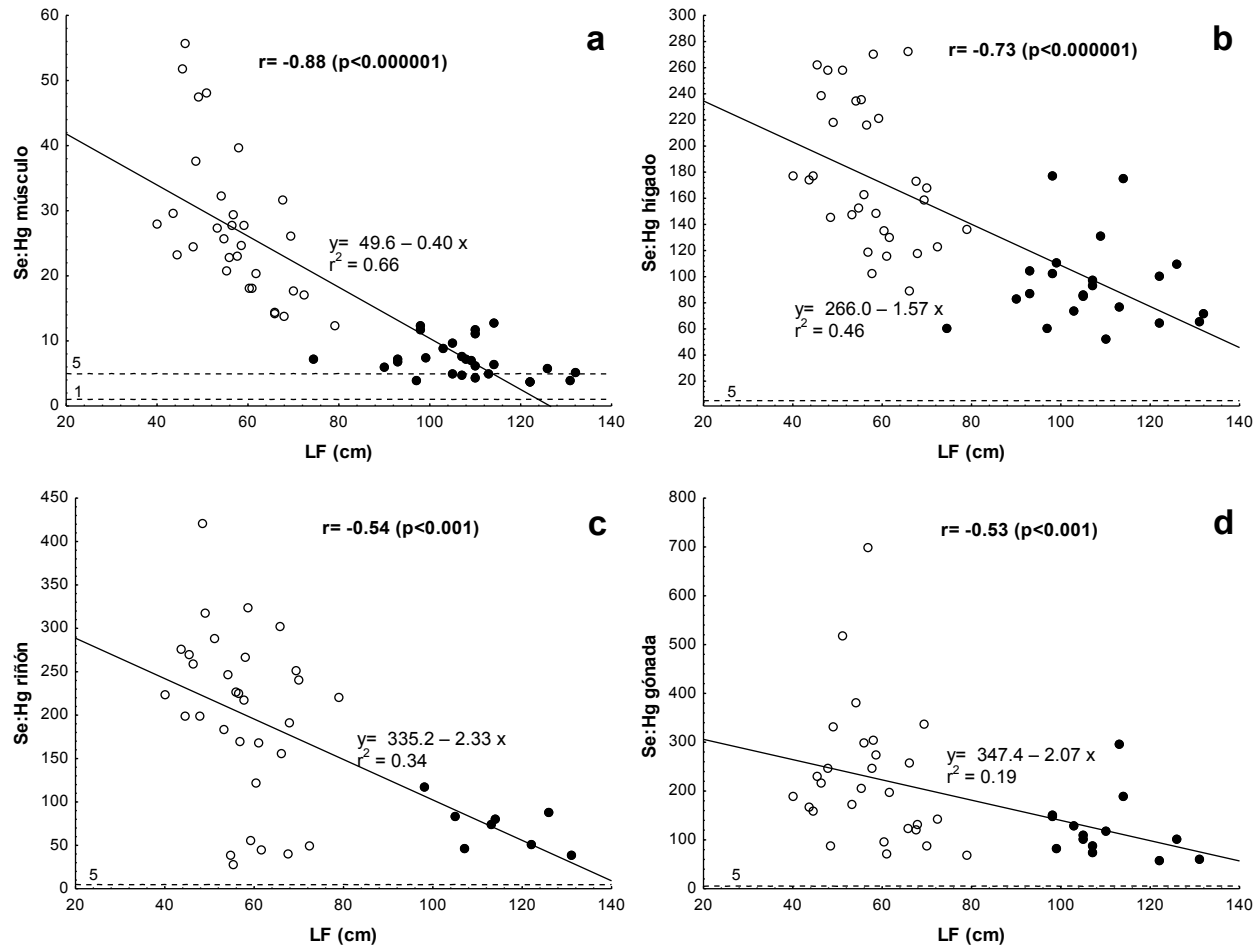 a
r= -0.88 (p<0.000001)
Se:Hg músculo
60
50
40
30
20
10
0
y= 49.6 – 0.40 x
r2 = 0.66
5
1
20 40 60 80 100 120 140
LF (cm)
b
r= -0.73 (p<0.000001)
Se:Hg hígado
300
280
260
240
220
200
180
160
140
120
100
80
60
40
20
y= 266.0 – 1.57 x
r2 = 0.46
5
20 40 60 80 100 120 140
LF (cm)
c
r= -0.54 (p<0.001)
Se:Hg riñón
450
400
350
300
250
200
150
100
50
0
y= 335.2 – 2.33 x
r2 = 0.34
5
20 40 60 80 100 120 140
LF (cm)
d
r= -0.53 (p<0.001)
Se:Hg gónada
800
700
600
500
400
300
200
100
0
y= 347.4 – 2.07 x
r2 = 0.19
5
20 40 60 80 100 120 140
LF (cm)